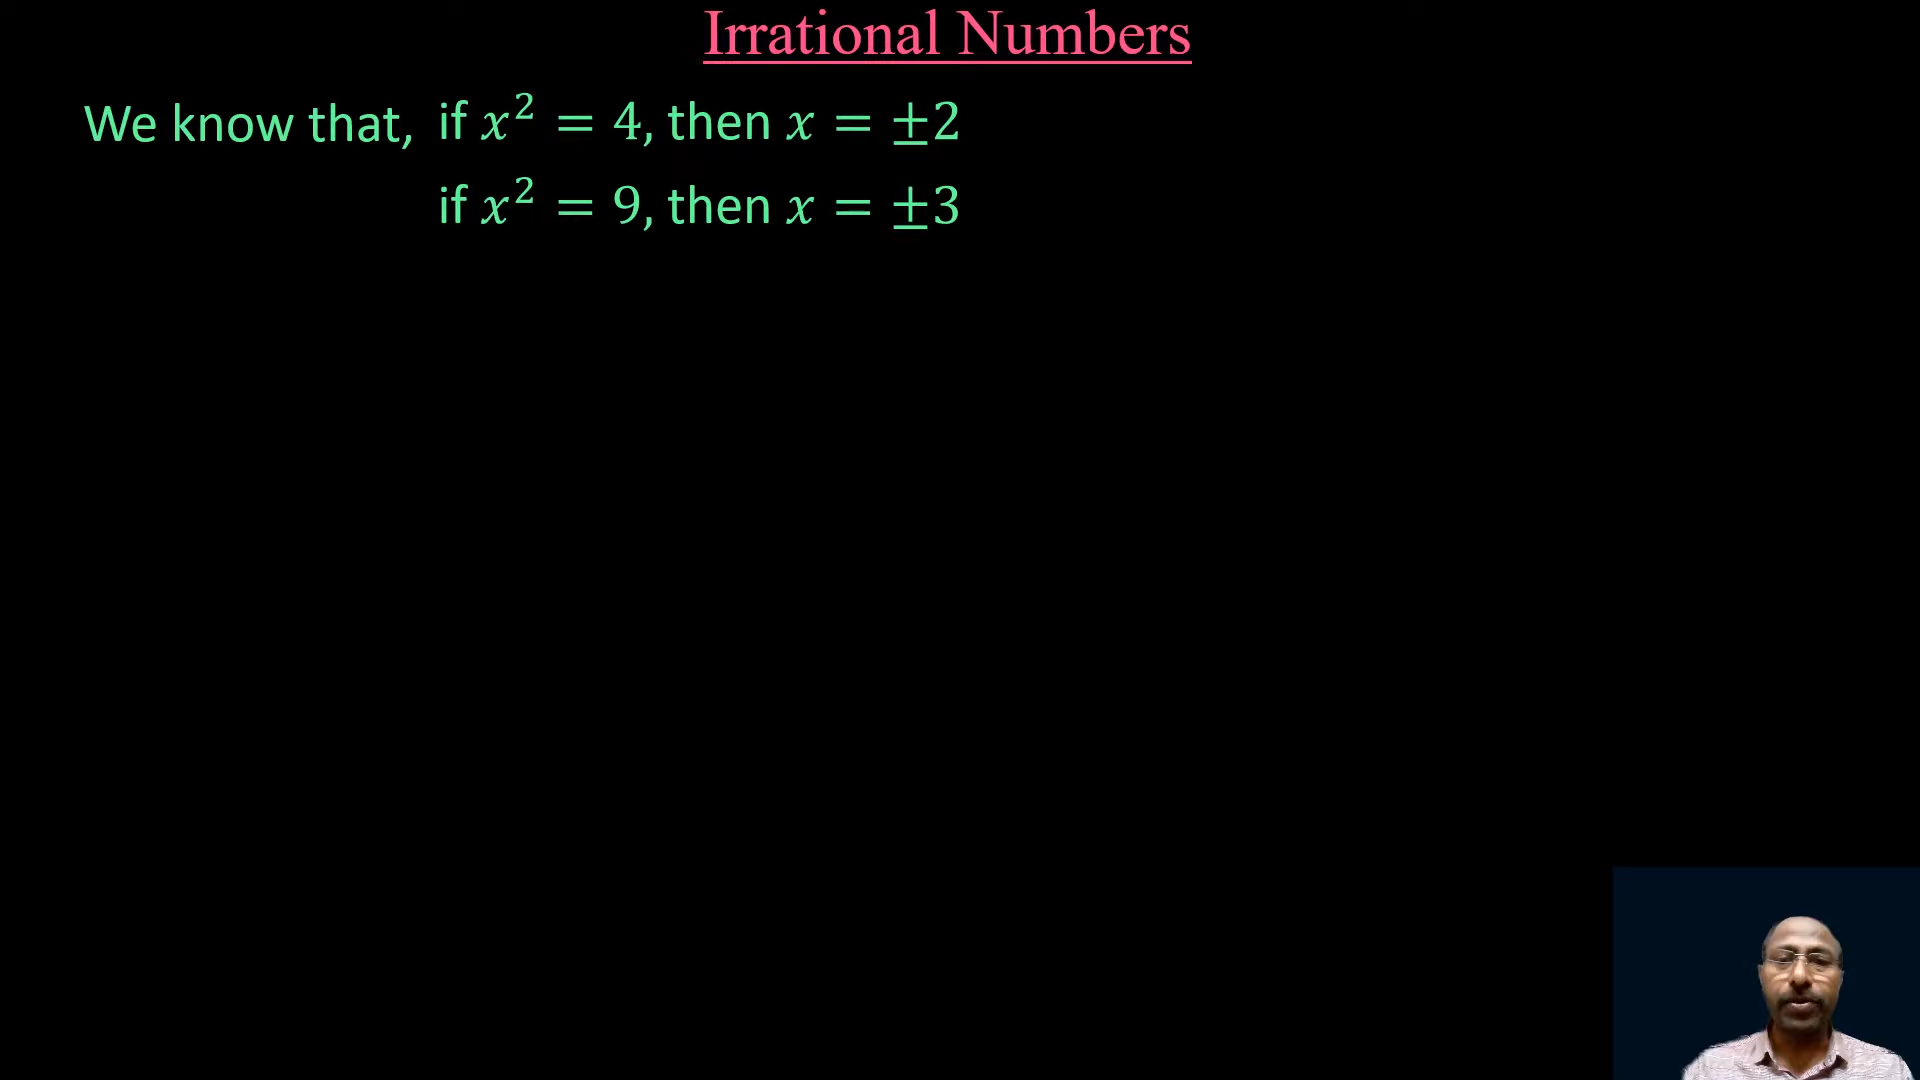 Irrational Numbers
We know that, if x² = 4, then x = ±2
if x² = 9, then x = ±3